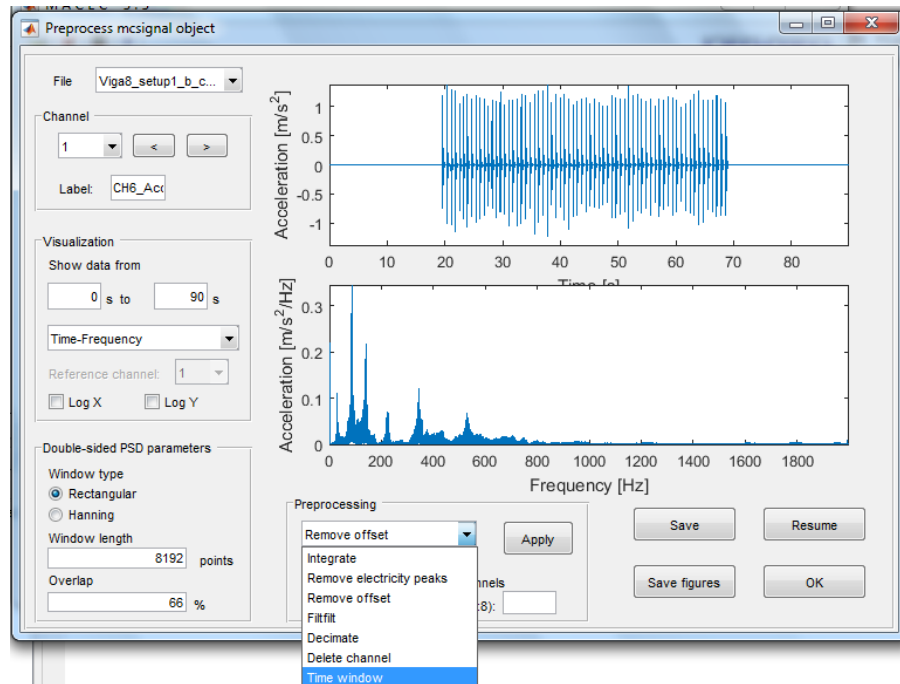 Preprocess mcsignal object
File Viga8_setup1_b_c...
Channel
1 < >
Label: CH6_Acc
Visualization
Show data from
0 s to 90 s
Time-Frequency
Reference channel: 1
Log X Log Y
Double-sided PSD parameters
Window type
Rectangular
Hanning
Window length
8192 points
Overlap
66 %
Acceleration [m/s²]
1
0.5
0
-0.5
-1
0 10 20 30 40 50 60 70 80
Time [s]
Acceleration [m/s²/Hz]
0.3
0.2
0.1
0
0 200 400 600 800 1000 1200 1400 1600 1800
Frequency [Hz]
Preprocessing
Remove offset Apply
Integrate
Remove electricity peaks
Remove offset
Filtfilt
Decimate
Delete channel
Time window
nnels
:8):
Save Resume
Save figures OK